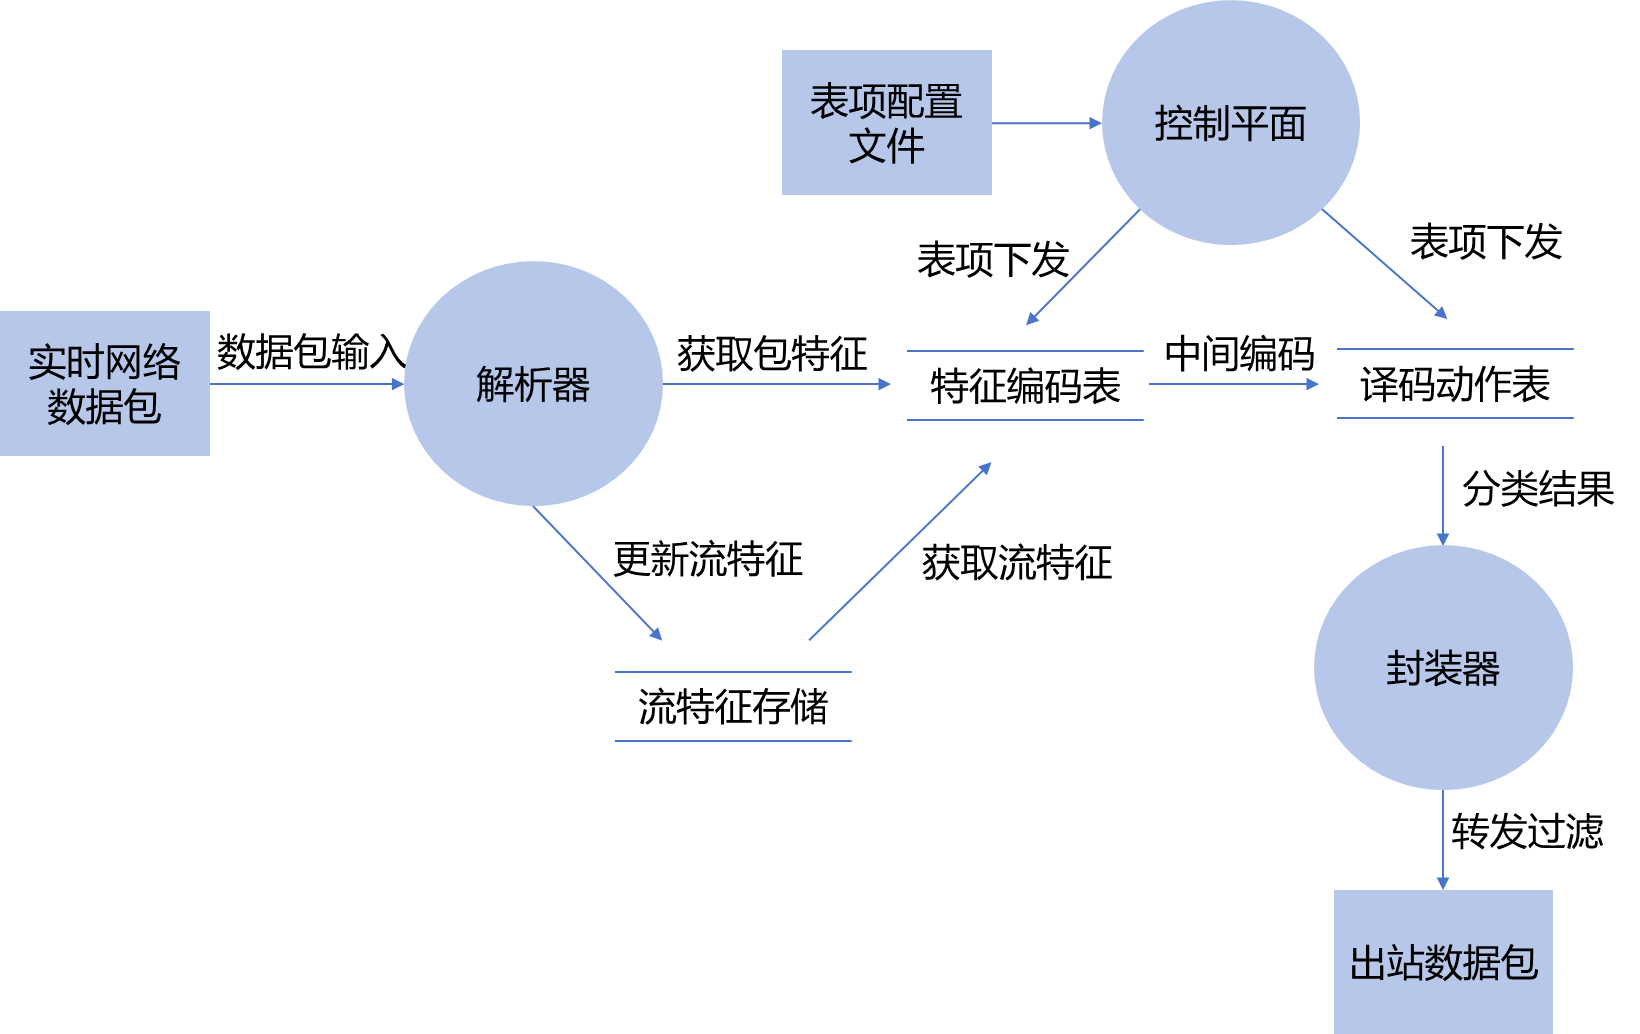 表项配置
文件
控制平面
表项下发
表项下发
实时网络
数据包
数据包输入
解析器
获取包特征
特征编码表
中间编码
译码动作表
分类结果
更新流特征
获取流特征
流特征存储
封装器
转发过滤
出站数据包